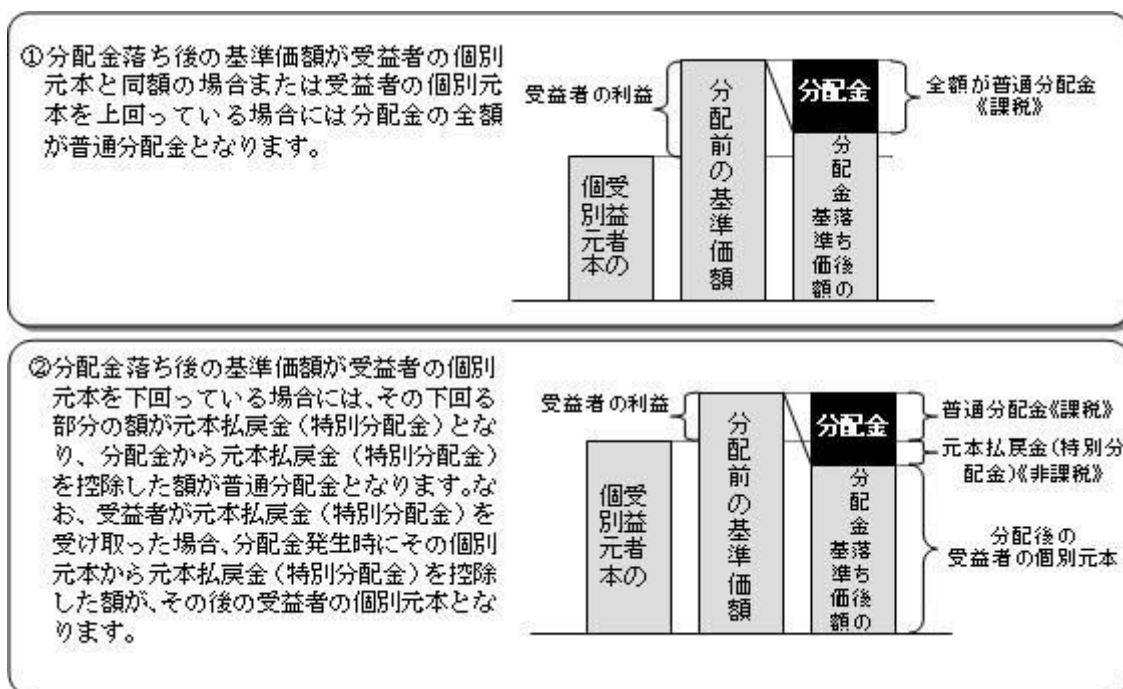 ①分配金落ち後の基準価額が受益者の個別
元本と同額の場合または受益者の個別元
本を上回っている場合には分配金の全額
が普通分配金となります。
受益者の利益
受益者の
個別元本
分配前の基準価額
分配金
分配金落ち後の
基準価額
全額が普通分配金
《課税》
②分配金落ち後の基準価額が受益者の個別
元本を下回っている場合には、その下回る
部分の額が元本払戻金(特別分配金)とな
り、分配金から元本払戻金(特別分配金)
を控除した額が普通分配金となります。な
お、受益者が元本払戻金(特別分配金)を
受け取った場合、分配金発生時にその個別
元本から元本払戻金(特別分配金)を控除
した額が、その後の受益者の個別元本とな
ります。
受益者の利益
受益者の
個別元本
分配前の基準価額
分配金
分配金落ち後の
基準価額
普通分配金《課税》
元本払戻金(特別分
配金)《非課税》
分配後の
受益者の個別元本